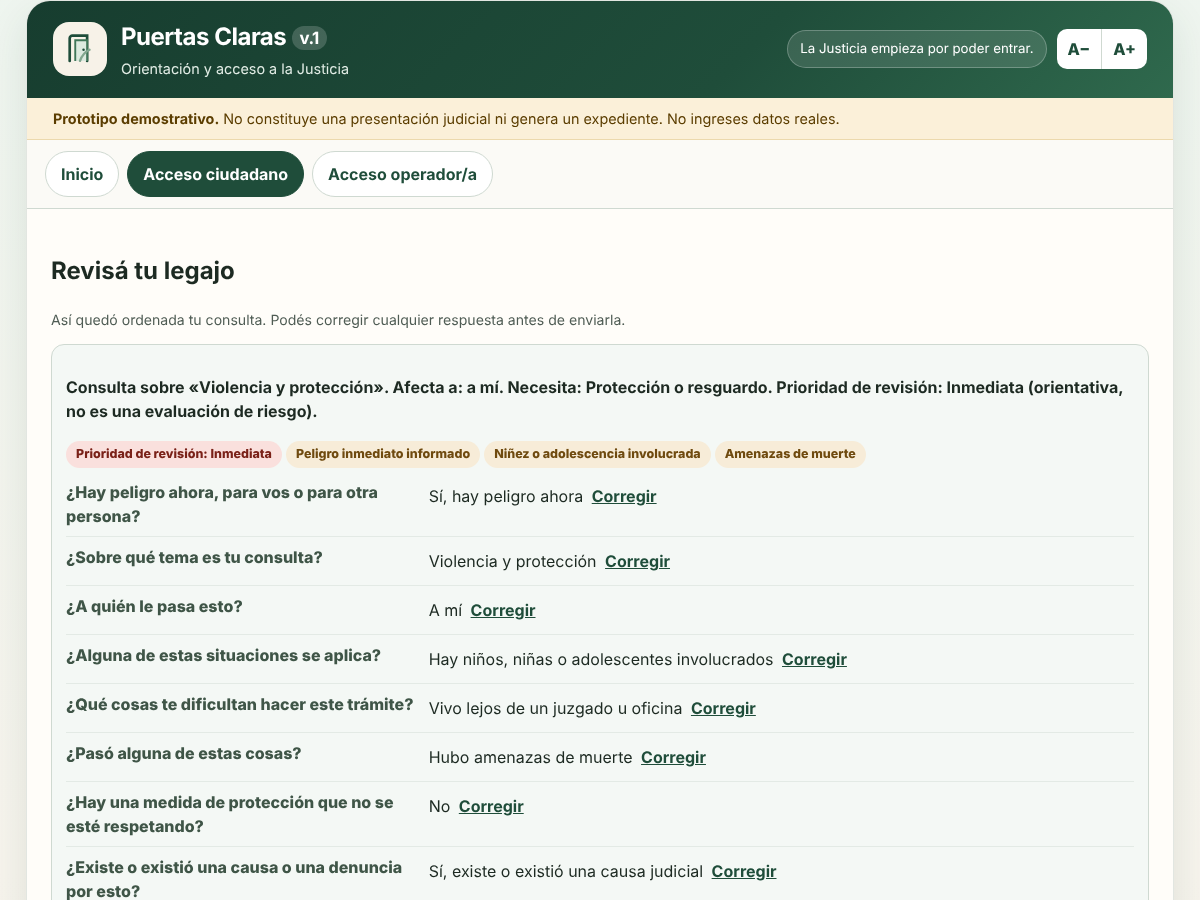 Puertas Claras v.1
Orientación y acceso a la Justicia
La Justicia empieza por poder entrar.
A−
A+
Prototipo demostrativo. No constituye una presentación judicial ni genera un expediente. No ingreses datos reales.
Inicio
Acceso ciudadano
Acceso operador/a
Revisá tu legajo
Así quedó ordenada tu consulta. Podés corregir cualquier respuesta antes de enviarla.
Consulta sobre «Violencia y protección». Afecta a: a mí. Necesita: Protección o resguardo. Prioridad de revisión: Inmediata (orientativa,
no es una evaluación de riesgo).
Prioridad de revisión: Inmediata
Peligro inmediato informado
Niñez o adolescencia involucrada
Amenazas de muerte
¿Hay peligro ahora, para vos o para otra
persona?
Sí, hay peligro ahora Corregir
¿Sobre qué tema es tu consulta?
Violencia y protección Corregir
¿A quién le pasa esto?
A mí Corregir
¿Alguna de estas situaciones se aplica?
Hay niños, niñas o adolescentes involucrados Corregir
¿Qué cosas te dificultan hacer este trámite?
Vivo lejos de un juzgado u oficina Corregir
¿Pasó alguna de estas cosas?
Hubo amenazas de muerte Corregir
¿Hay una medida de protección que no se
esté respetando?
No Corregir
¿Existe o existió una causa o una denuncia
por esto?
Sí, existe o existió una causa judicial Corregir